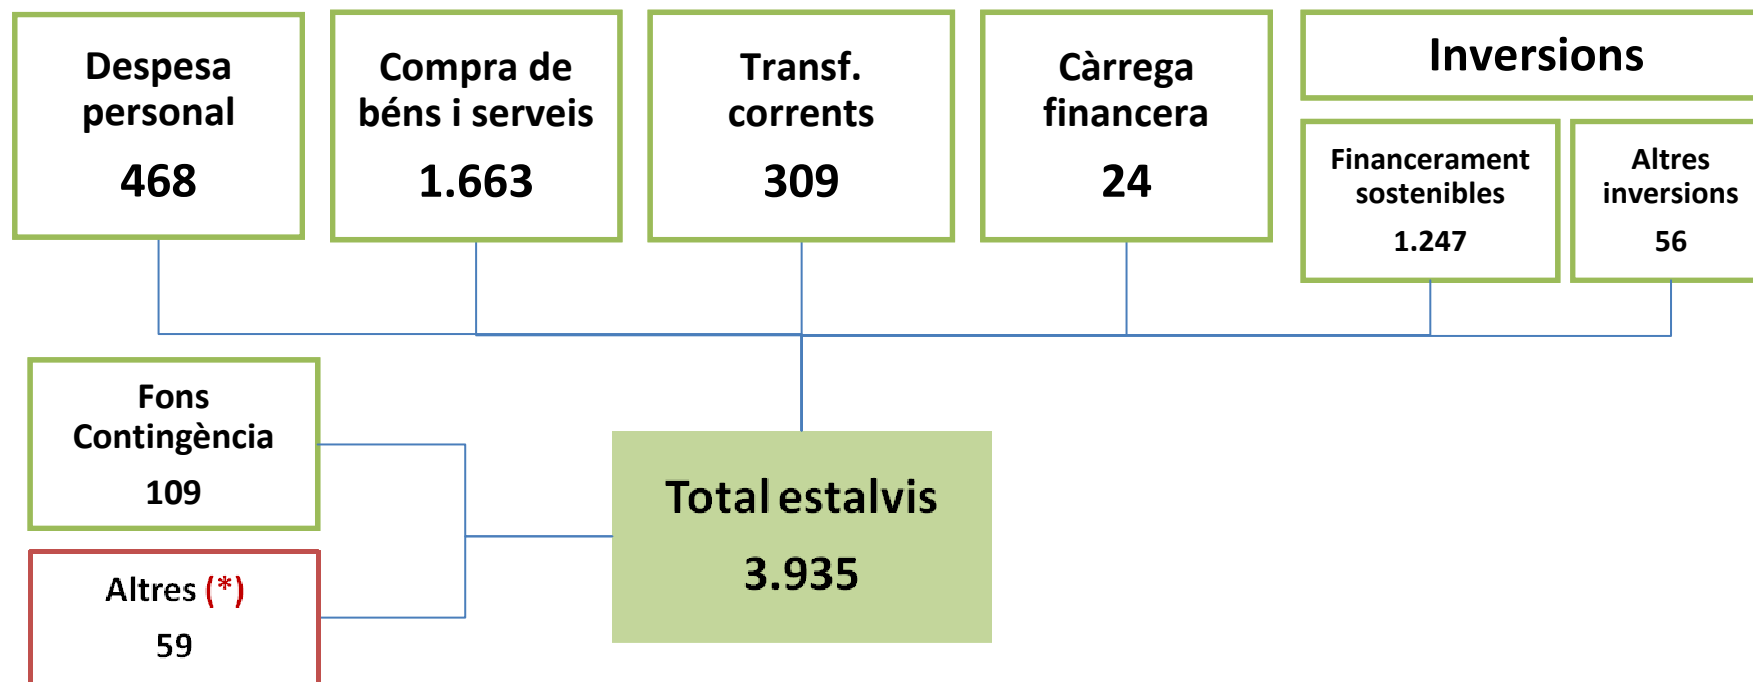 Despesa
personal
468
Compra de
béns i serveis
1.663
Transf.
corrents
309
Càrrega
financera
24
Inversions
Financerament
sostenibles
1.247
Altres
inversions
56
Fons
Contingència
109
Altres (*)
59
Total estalvis
3.935